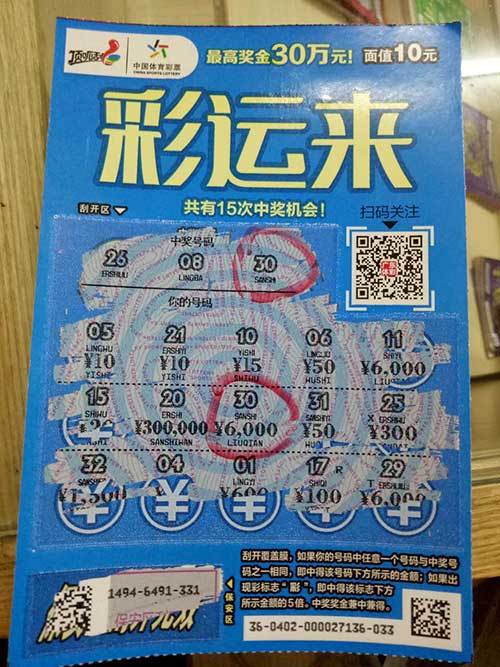 顶呱刮
中国体育彩票
CHINA SPORTS LOTTERY
最高奖金30万元! 面值10元
彩运来
刮开区
共有15次中奖机会!
扫码关注
中奖号码
26 08 30
ERSHILIU LINGBA SANSHI
你的号码
05 21 10 06 11
LINGWU ERSHIYI YISHI LINGLIU SHIYI
¥10 ¥10 ¥15 ¥50 ¥6,000
YISHI YISHI SHIWU WUSHI
15 20 30 31 25
SHIWU ERSHI SANSHI SANSHIYI ERSHIWU
¥300,000 ¥6,000 ¥50 ¥300
SANSHIWAN LIUQIAN
32 04 01 17 29
LINGYI SHIQI
¥1,500 ¥600 ¥100 ¥6,000
刮开覆盖膜，如果你的号码中任意一个号码与中奖号
码之一相同，即中得该号码下方所示的金额；如果出
现彩标志“彩”，即中得该标志下方
所示金额的5倍。中奖奖金兼中兼得。
1494-6491-331
保安区
36-0402-000027136-033